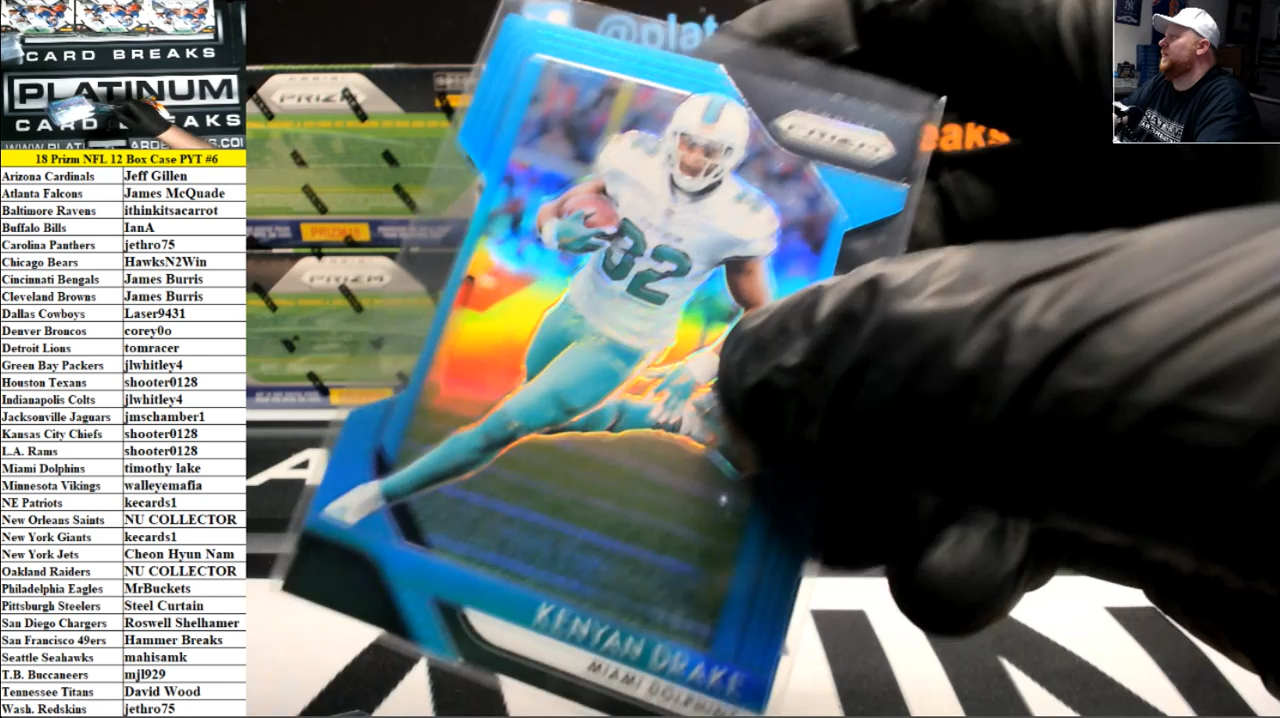 CARD BREAKS
PLATINUM
CARD BREAKS
18 Prizm NFL 12 Box Case PYT #6
Arizona Cardinals Jeff Gillen
Atlanta Falcons James McQuade
Baltimore Ravens ithinkitsacarrot
Buffalo Bills IanA
Carolina Panthers jethro75
Chicago Bears HawksN2Win
Cincinnati Bengals James Burris
Cleveland Browns James Burris
Dallas Cowboys Laser9431
Denver Broncos corey0o
Detroit Lions tomracer
Green Bay Packers jlwhitley4
Houston Texans shooter0128
Indianapolis Colts jlwhitley4
Jacksonville Jaguars jmschamber1
Kansas City Chiefs shooter0128
L.A. Rams shooter0128
Miami Dolphins timothy lake
Minnesota Vikings walleyemafia
NE Patriots kecards1
New Orleans Saints NU COLLECTOR
New York Giants kecards1
New York Jets Cheon Hyun Nam
Oakland Raiders NU COLLECTOR
Philadelphia Eagles MrBuckets
Pittsburgh Steelers Steel Curtain
San Diego Chargers Roswell Shelhamer
San Francisco 49ers Hammer Breaks
Seattle Seahawks mahisamk
T.B. Buccaneers mjl929
Tennessee Titans David Wood
Wash. Redskins jethro75
@plat
eaks
PRIZM
PRIZM
PRIZM
32
KENYAN DRAKE
MIAMI DOLPHINS